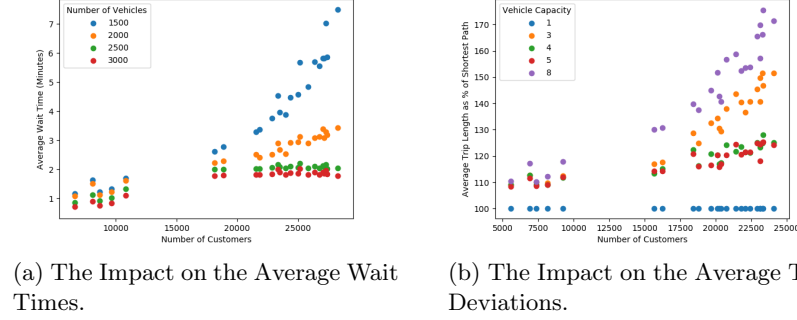 Number of Vehicles
1500
2000
2500
3000
7
6
5
4
3
2
1
Average Wait Time (Minutes)
10000 15000 20000 25000
Number of Customers
(a) The Impact on the Average Wait
Times.
Vehicle Capacity
1
3
4
5
8
170
160
150
140
130
120
110
100
Average Trip Length as % of Shortest Path
5000 7500 10000 12500 15000 17500 20000 22500 25000
Number of Customers
(b) The Impact on the Average T
Deviations.